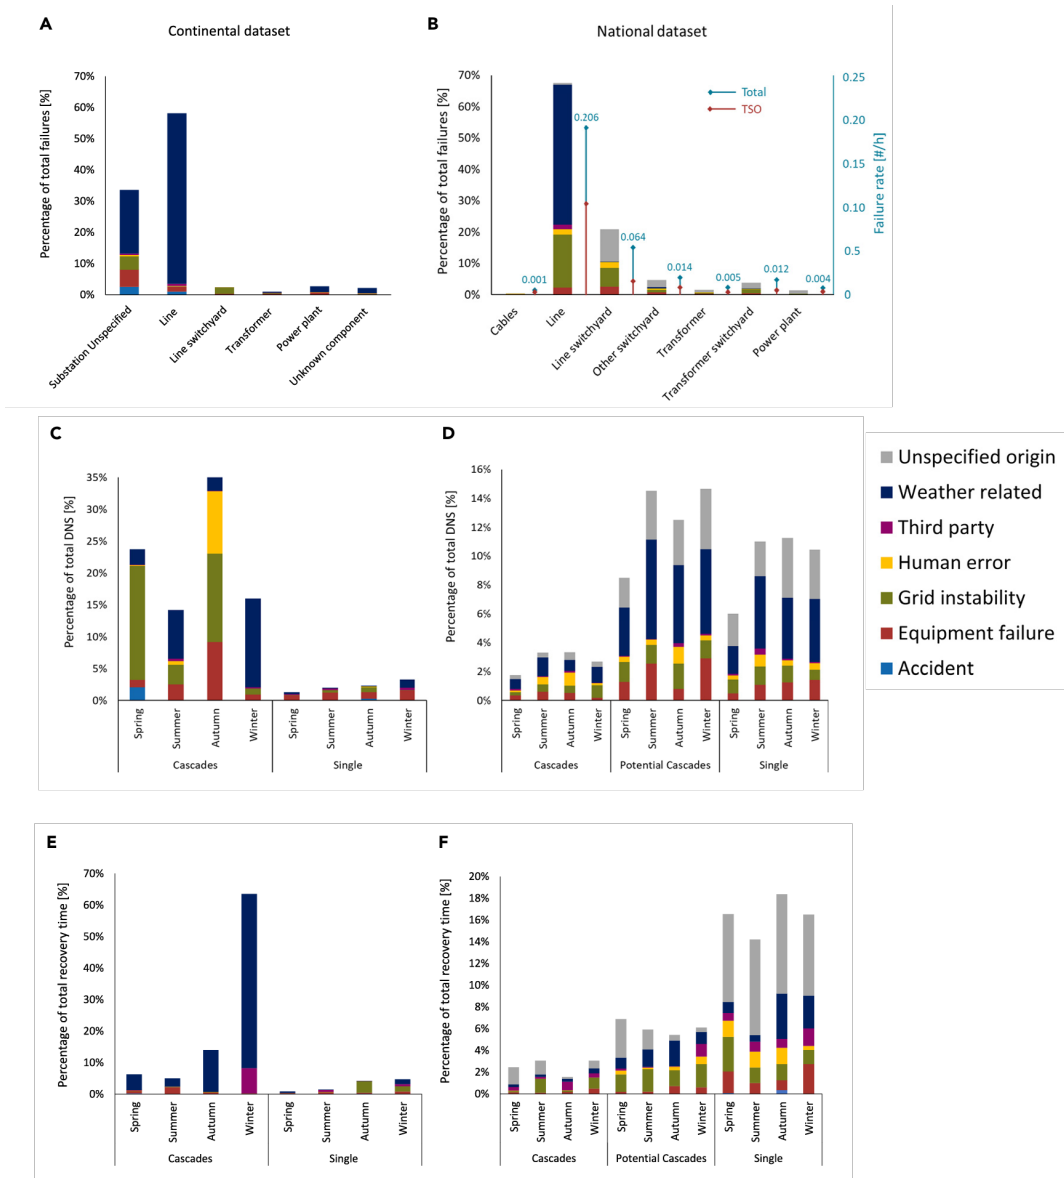 A
Continental dataset
Percentage of total failures [%]
70%
60%
50%
40%
30%
20%
10%
0%
Substation Unspecified
Line
Line switchyard
Transformer
Power plant
Unknown component
B
National dataset
Percentage of total failures [%]
70%
60%
50%
40%
30%
20%
10%
0%
Total
TSO
0.001
0.206
0.064
0.014
0.005
0.012
0.004
0.25
0.20
0.15
0.10
0.5
0
Failure rate [#/h]
Cables
Line
Line switchyard
Other switchyard
Transformer
Transformer switchyard
Power plant
C
Percentage of total DNS [%]
35%
30%
25%
20%
15%
10%
5%
0%
Spring
Summer
Autumn
Winter
Spring
Summer
Autumn
Winter
Cascades
Single
D
Percentage of total DNS [%]
16%
14%
12%
10%
8%
6%
4%
2%
0%
Spring
Summer
Autumn
Winter
Spring
Summer
Autumn
Winter
Spring
Summer
Autumn
Winter
Cascades
Potential Cascades
Single
Unspecified origin
Weather related
Third party
Human error
Grid instability
Equipment failure
Accident
E
Percentage of total recovery time [%]
70%
60%
50%
40%
30%
20%
10%
0%
Spring
Summer
Autumn
Winter
Spring
Summer
Autumn
Winter
Cascades
Single
F
Percentage of total recovery time [%]
20%
18%
16%
14%
12%
10%
8%
6%
4%
2%
0%
Spring
Summer
Autumn
Winter
Spring
Summer
Autumn
Winter
Spring
Summer
Autumn
Winter
Cascades
Potential Cascades
Single